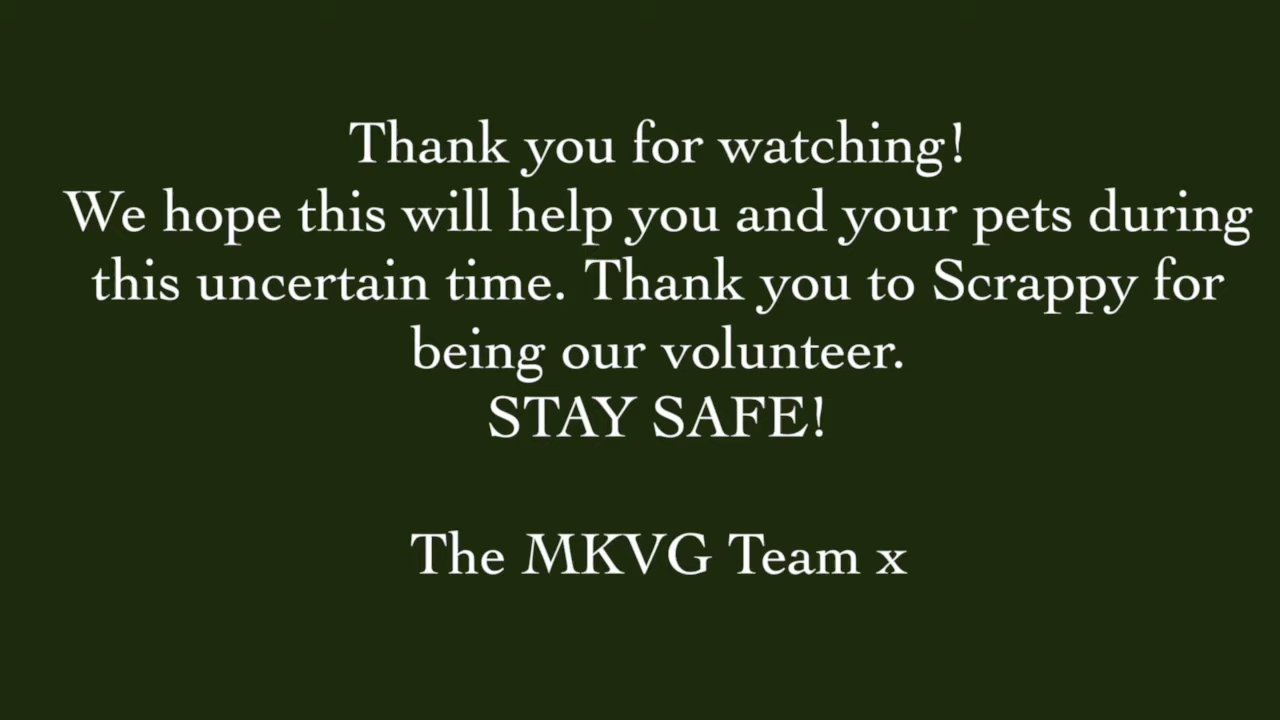 Thank you for watching!
We hope this will help you and your pets during
this uncertain time. Thank you to Scrappy for
being our volunteer.
STAY SAFE!
The MKVG Team x